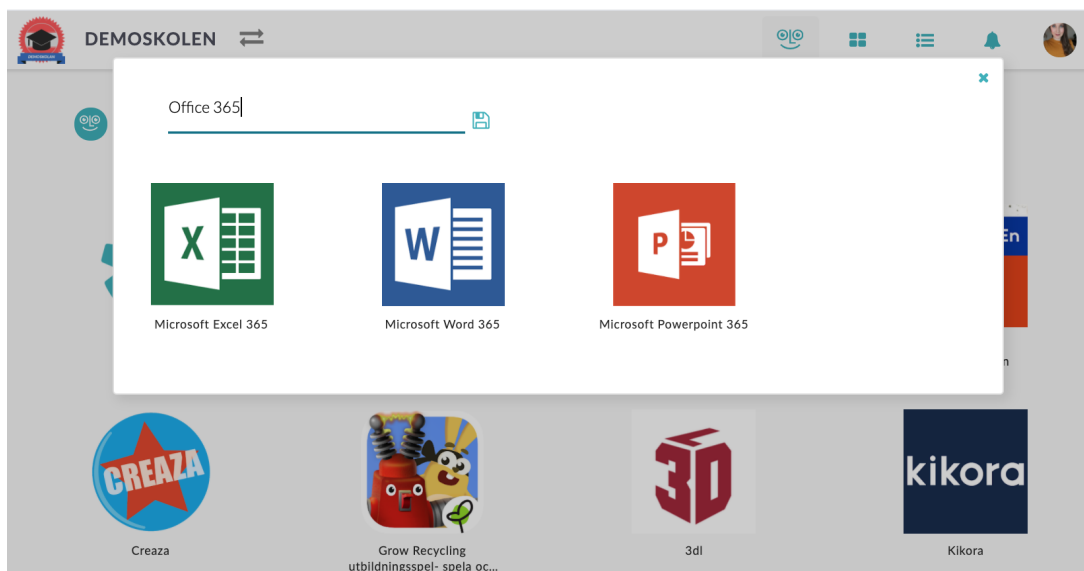 DEMOSKOLEN
Office 365
Microsoft Excel 365
Microsoft Word 365
Microsoft Powerpoint 365
En
n
CREAZA
3D
kikora
Creaza
Grow Recycling
utbildningsspel- spela oc...
3dl
Kikora